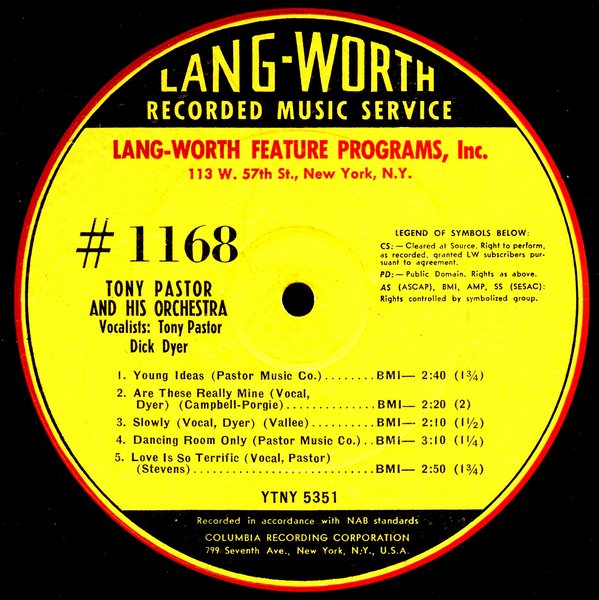 LANG-WORTH
RECORDED MUSIC SERVICE
LANG-WORTH FEATURE PROGRAMS, Inc.
113 W. 57th St., New York, N.Y.
# 1168
LEGEND OF SYMBOLS BELOW:
CS:— Cleared at Source. Right to perform,
as recorded, granted LW subscribers pur-
suant to agreement.
PD:— Public Domain. Rights as above.
AS (ASCAP), BMI, AMP, SS (SESAC):
Rights controlled by symbolized group.
TONY PASTOR
AND HIS ORCHESTRA
Vocalists: Tony Pastor
Dick Dyer
1. Young Ideas (Pastor Music Co.)........BMI— 2:40 (1¾)
2. Are These Really Mine (Vocal,
Dyer) (Campbell-Porgie)..............BMI— 2:20 (2)
3. Slowly (Vocal, Dyer) (Vallee)........BMI— 2:10 (1½)
4. Dancing Room Only (Pastor Music Co.)..BMI— 3:10 (1¼)
5. Love Is So Terrific (Vocal, Pastor)
(Stevens)............................BMI— 2:50 (1¾)
YTNY 5351
Recorded in accordance with NAB standards
COLUMBIA RECORDING CORPORATION
799 Seventh Ave., New York, N.Y., U.S.A.